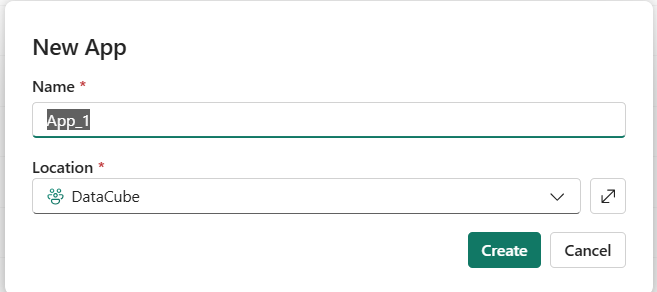 New App
Name *
App_1
Location *
DataCube
Create Cancel